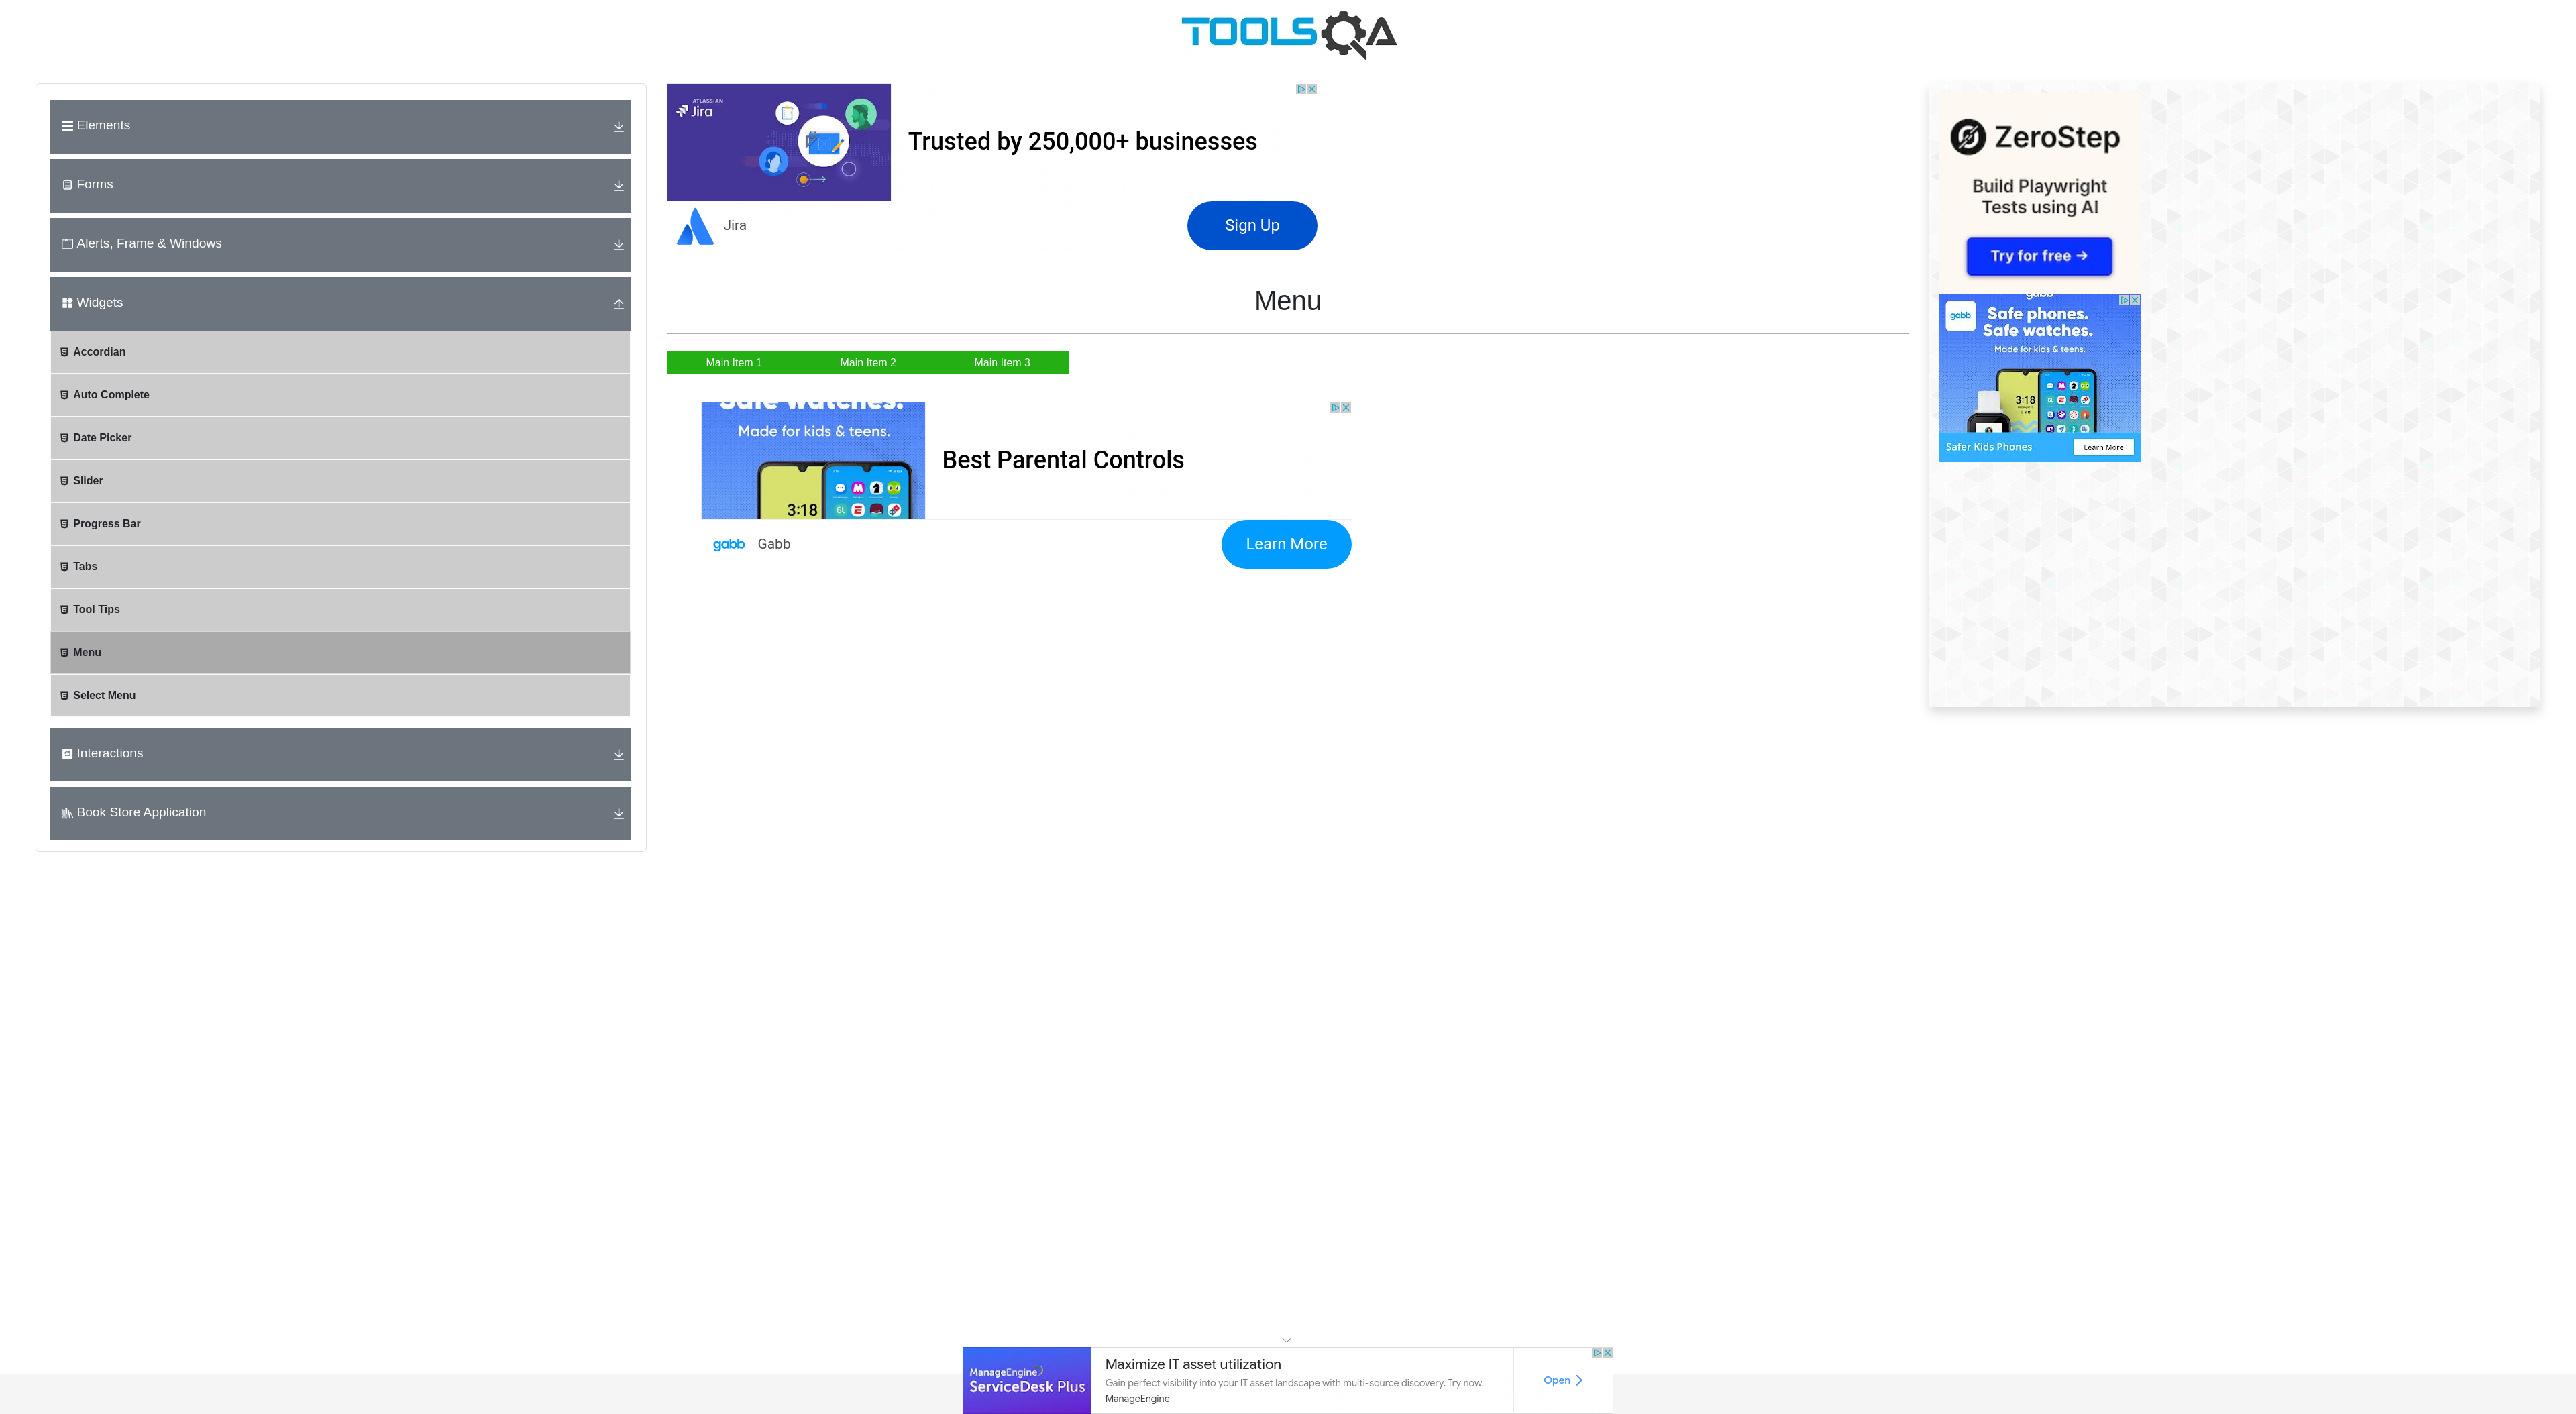 TOOLSQA
Elements
Forms
Alerts, Frame & Windows
Widgets
Accordian
Auto Complete
Date Picker
Slider
Progress Bar
Tabs
Tool Tips
Menu
Select Menu
Interactions
Book Store Application
ATLASSIAN
Jira
Trusted by 250,000+ businesses
Jira
Sign Up
Menu
Main Item 1
Main Item 2
Main Item 3
Safe watches.
Made for kids & teens.
3:18
Best Parental Controls
gabb
Gabb
Learn More
ZeroStep
Build Playwright
Tests using AI
Try for free →
gabb
gabb
Safe phones.
Safe watches.
Made for kids & teens.
3:18
Safer Kids Phones
Learn More
ManageEngine
ServiceDesk Plus
Maximize IT asset utilization
Gain perfect visibility into your IT asset landscape with multi-source discovery. Try now.
ManageEngine
Open